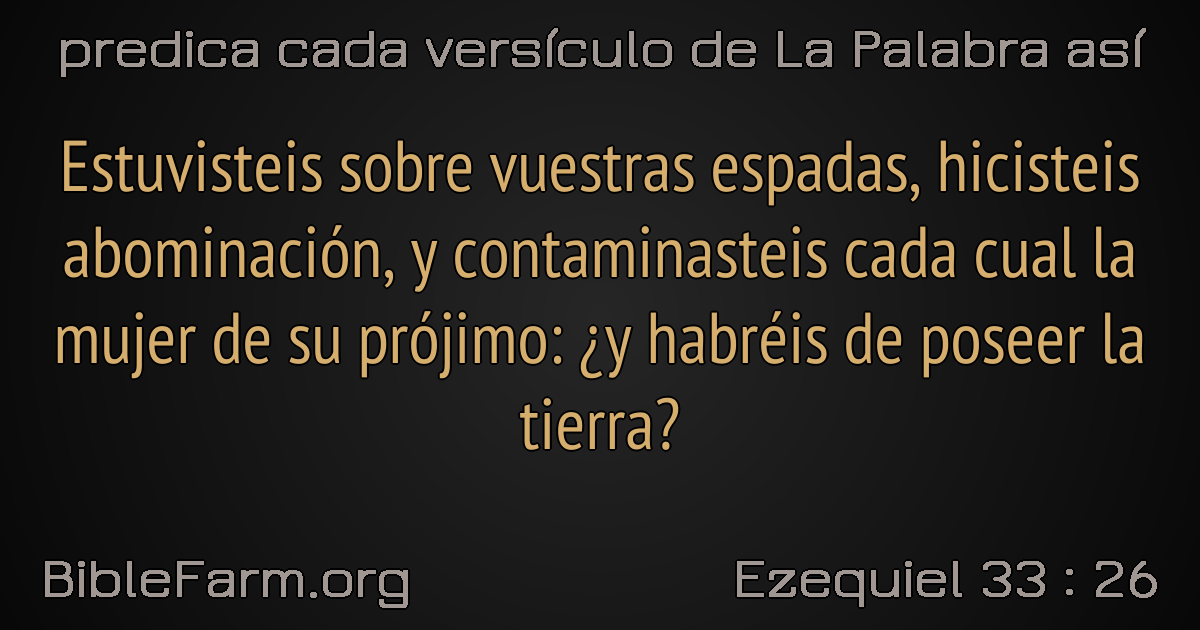 predica cada versículo de La Palabra así
Estuvisteis sobre vuestras espadas, hicisteis
abominación, y contaminasteis cada cual la
mujer de su prójimo: ¿y habréis de poseer la
tierra?
BibleFarm.org
Ezequiel 33 : 26